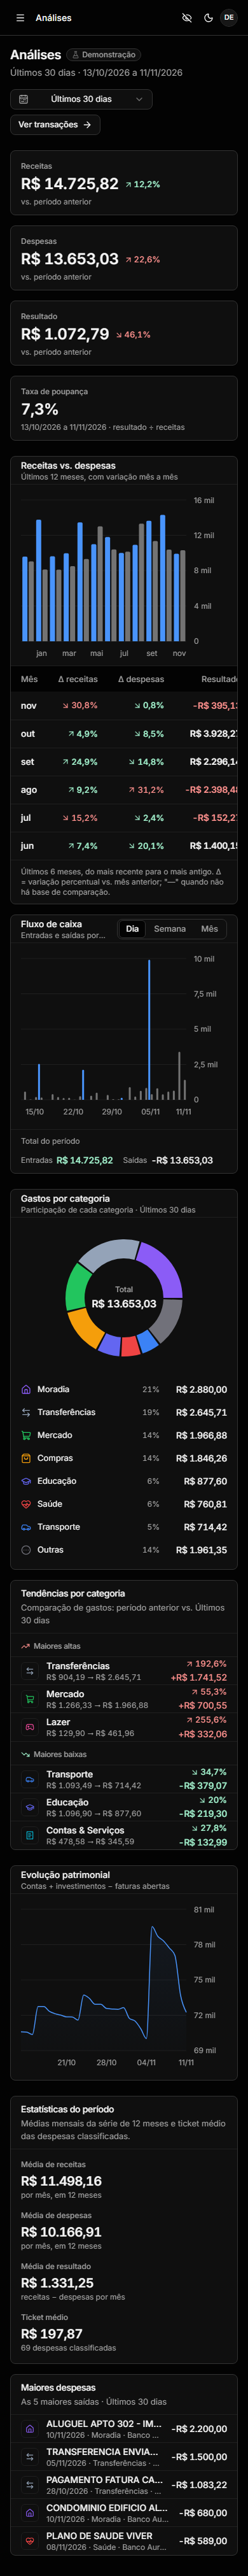 Análises
DE
Análises
Demonstração
Últimos 30 dias · 13/10/2026 a 11/11/2026
Últimos 30 dias
Ver transações →
Receitas
R$ 14.725,82 ↗ 12,2%
vs. período anterior
Despesas
R$ 13.653,03 ↗ 22,6%
vs. período anterior
Resultado
R$ 1.072,79 ↘ 46,1%
vs. período anterior
Taxa de poupança
7,3%
13/10/2026 a 11/11/2026 · resultado ÷ receitas
Receitas vs. despesas
Últimos 12 meses, com variação mês a mês
16 mil
12 mil
8 mil
4 mil
0
jan mar mai jul set nov
Mês Δ receitas Δ despesas Resultado
nov ↘ 30,8% ↘ 0,8% -R$ 395,13
out ↗ 4,9% ↘ 8,5% R$ 3.928,27
set ↗ 24,9% ↘ 14,8% R$ 2.296,14
ago ↗ 9,2% ↗ 31,2% -R$ 2.398,48
jul ↘ 15,2% ↘ 2,4% -R$ 152,27
jun ↗ 7,4% ↘ 20,1% R$ 1.400,15
Últimos 6 meses, do mais recente para o mais antigo. Δ
= variação percentual vs. mês anterior; "—" quando não
há base de comparação.
Fluxo de caixa
Entradas e saídas por...
Dia Semana Mês
10 mil
7,5 mil
5 mil
2,5 mil
0
15/10 22/10 29/10 05/11 11/11
Total do período
Entradas R$ 14.725,82 Saídas -R$ 13.653,03
Gastos por categoria
Participação de cada categoria · Últimos 30 dias
Total
R$ 13.653,03
Moradia 21% R$ 2.880,00
Transferências 19% R$ 2.645,71
Mercado 14% R$ 1.966,88
Compras 14% R$ 1.846,26
Educação 6% R$ 877,60
Saúde 6% R$ 760,81
Transporte 5% R$ 714,42
Outras 14% R$ 1.961,35
Tendências por categoria
Comparação de gastos: período anterior vs. Últimos
30 dias
Maiores altas
Transferências ↗ 192,6%
R$ 904,19 → R$ 2.645,71 +R$ 1.741,52
Mercado ↗ 55,3%
R$ 1.266,33 → R$ 1.966,88 +R$ 700,55
Lazer ↗ 255,6%
R$ 129,90 → R$ 461,96 +R$ 332,06
Maiores baixas
Transporte ↘ 34,7%
R$ 1.093,49 → R$ 714,42 -R$ 379,07
Educação ↘ 20%
R$ 1.096,90 → R$ 877,60 -R$ 219,30
Contas & Serviços ↘ 27,8%
R$ 478,58 → R$ 345,59 -R$ 132,99
Evolução patrimonial
Contas + investimentos − faturas abertas
81 mil
78 mil
75 mil
72 mil
69 mil
21/10 28/10 04/11 11/11
Estatísticas do período
Médias mensais da série de 12 meses e ticket médio
das despesas classificadas.
Média de receitas
R$ 11.498,16
por mês, em 12 meses
Média de despesas
R$ 10.166,91
por mês, em 12 meses
Média de resultado
R$ 1.331,25
receitas − despesas por mês
Ticket médio
R$ 197,87
69 despesas classificadas
Maiores despesas
As 5 maiores saídas · Últimos 30 dias
ALUGUEL APTO 302 - IM... -R$ 2.200,00
10/11/2026 · Moradia · Banco ...
TRANSFERENCIA ENVIA... -R$ 1.500,00
05/11/2026 · Transferências · ...
PAGAMENTO FATURA CA... -R$ 1.083,22
28/10/2026 · Transferências · ...
CONDOMINIO EDIFICIO AL... -R$ 680,00
10/11/2026 · Moradia · Banco Au...
PLANO DE SAUDE VIVER -R$ 589,00
08/11/2026 · Saúde · Banco Aur...